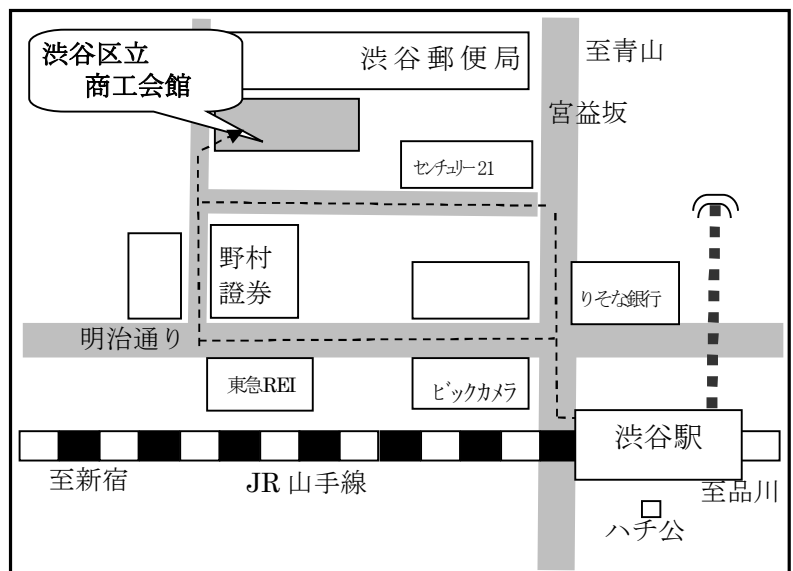 渋谷区立
商工会館
渋谷郵便局
至青山
宮益坂
センチュリー21
野村
證券
りそな銀行
明治通り
東急REI
ビックカメラ
渋谷駅
至新宿
JR山手線
至品川
ハチ公